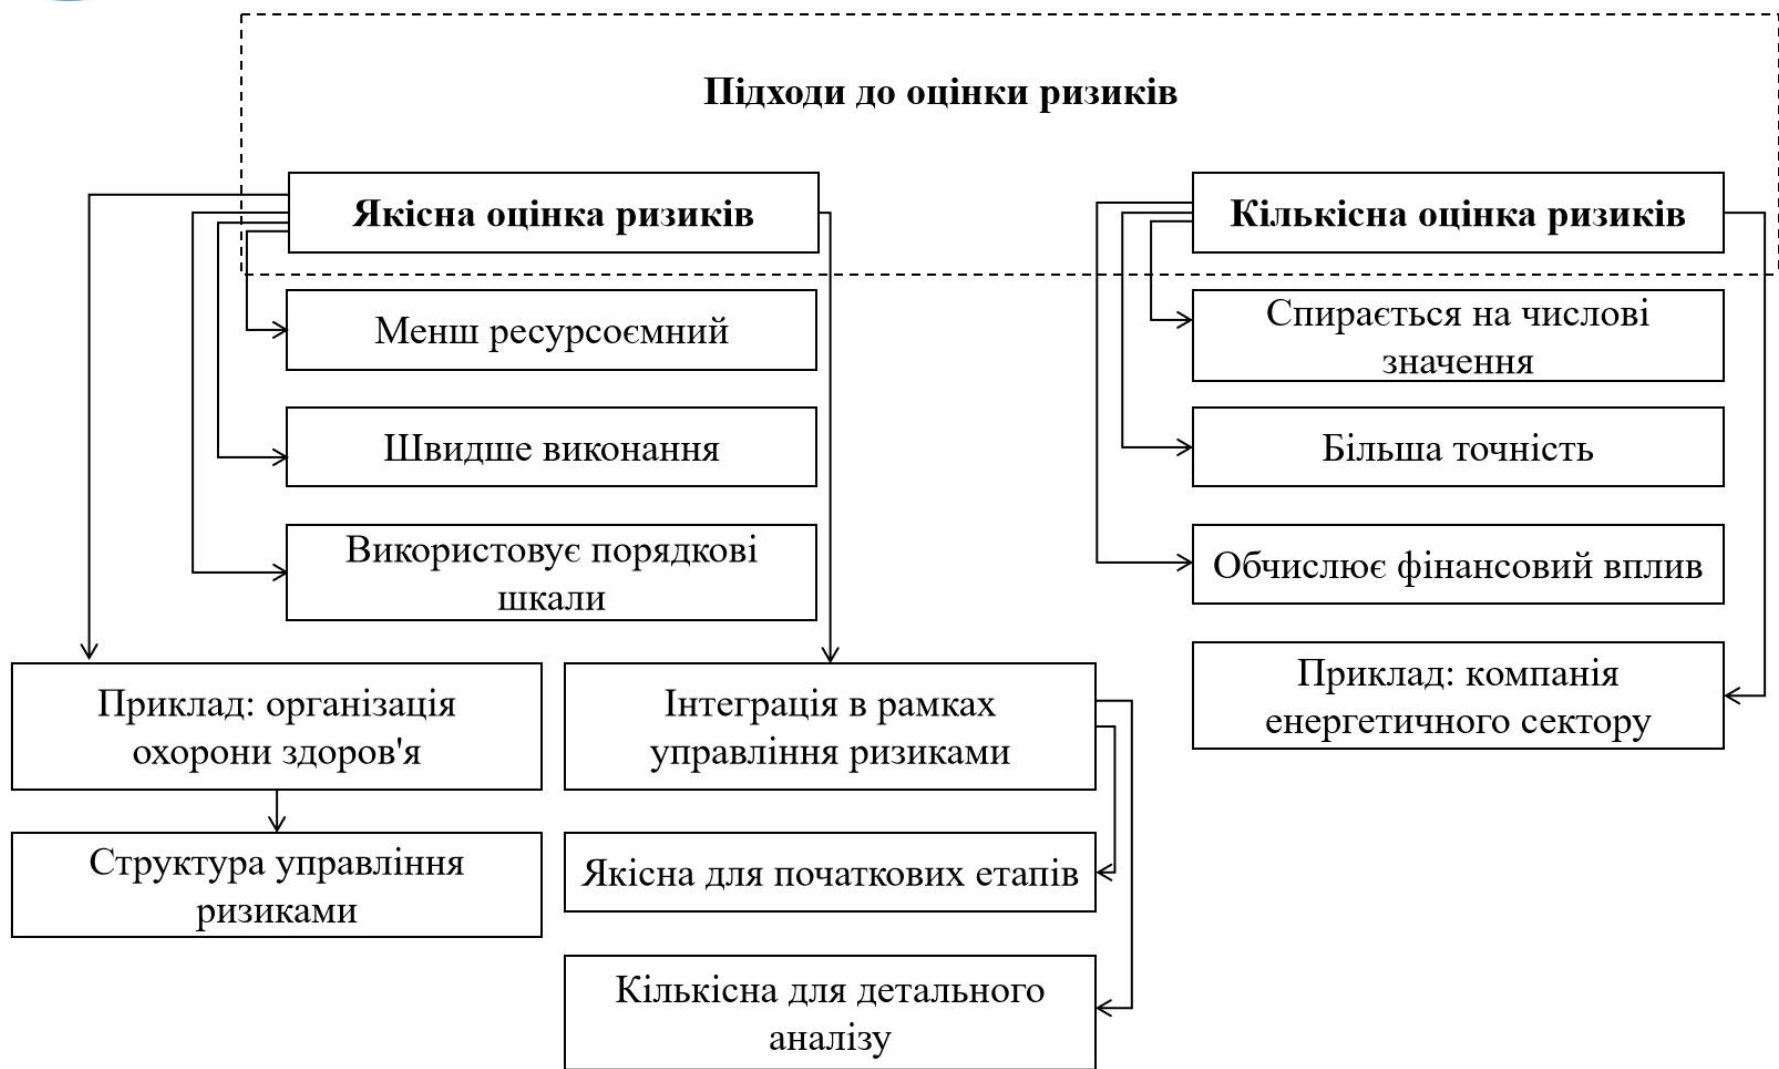 Підходи до оцінки ризиків
Якісна оцінка ризиків
Кількісна оцінка ризиків
Менш ресурсоємний
Спирається на числові
значення
Швидше виконання
Більша точність
Використовує порядкові
шкали
Обчислює фінансовий вплив
Приклад: організація
охорони здоров'я
Інтеграція в рамках
управління ризиками
Приклад: компанія
енергетичного сектору
Структура управління
ризиками
Якісна для початкових етапів
Кількісна для детального
аналізу